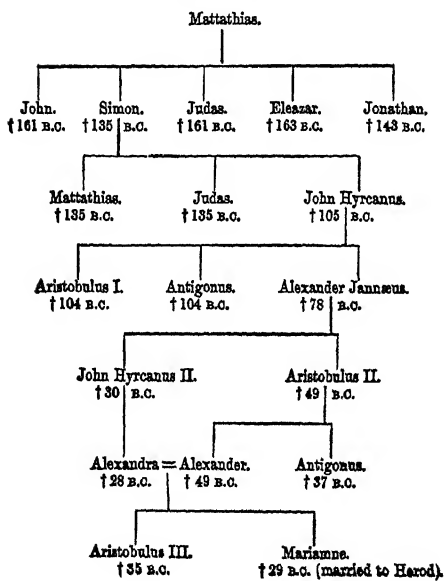 Mattathias.
John. Simon. Judas. Eleazar. Jonathan.
†161 B.C. †135 B.C. †161 B.C. †163 B.C. †143 B.C.
Mattathias. Judas. John Hyrcanus.
†135 B.C. †135 B.C. †105 B.C.
Aristobulus I. Antigonus. Alexander Jannæus.
†104 B.C. †104 B.C. †78 B.C.
John Hyrcanus II. Aristobulus II.
†30 B.C. †49 B.C.
Alexandra = Alexander. Antigonus.
†28 B.C. †49 B.C. †37 B.C.
Aristobulus III. Mariamne.
†35 B.C. †29 B.C. (married to Herod).